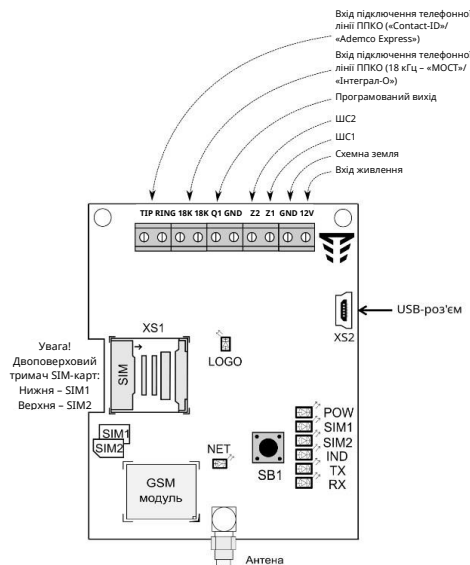 Вхід підключення телефонної
лінії ППКО («Contact-ID»/
«Ademco Express»)
Вхід підключення телефонної
лінії ППКО (18 кГц – «МОСТ»/
«Інтеграл-О»)
Програмований вихід
ШС2
ШС1
Схемна земля
Вхід живлення
TIP RING 18K 18K Q1 GND Z2 Z1 GND 12V
USB-роз'єм
XS2
XS1
SIM
LOGO
Увага!
Двоповерховий
тримач SIM-карт:
Нижня – SIM1
Верхня – SIM2
SIM1
SIM2
NET
SB1
POW
SIM1
SIM2
IND
TX
RX
GSM
модуль
Антена